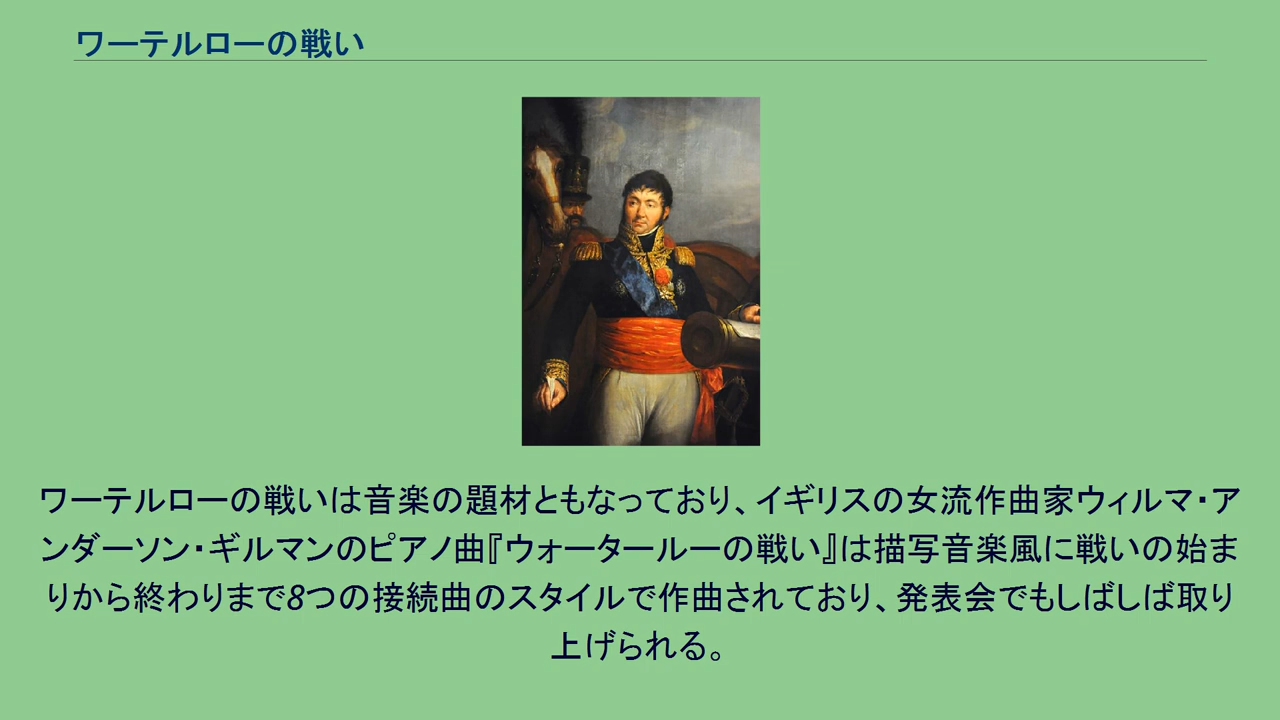 ワーテルローの戦い
ワーテルローの戦いは音楽の題材ともなっており、イギリスの女流作曲家ウィルマ・ア
ンダーソン・ギルマンのピアノ曲『ウォータールーの戦い』は描写音楽風に戦いの始ま
りから終わりまで8つの接続曲のスタイルで作曲されており、発表会でもしばしば取り
上げられる。